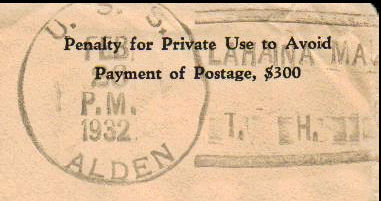 U. S. S.
Penalty for Private Use to Avoid
Payment of Postage, $300
FEB
P.M.
1932
ALDEN
LAHAINA
T. H.